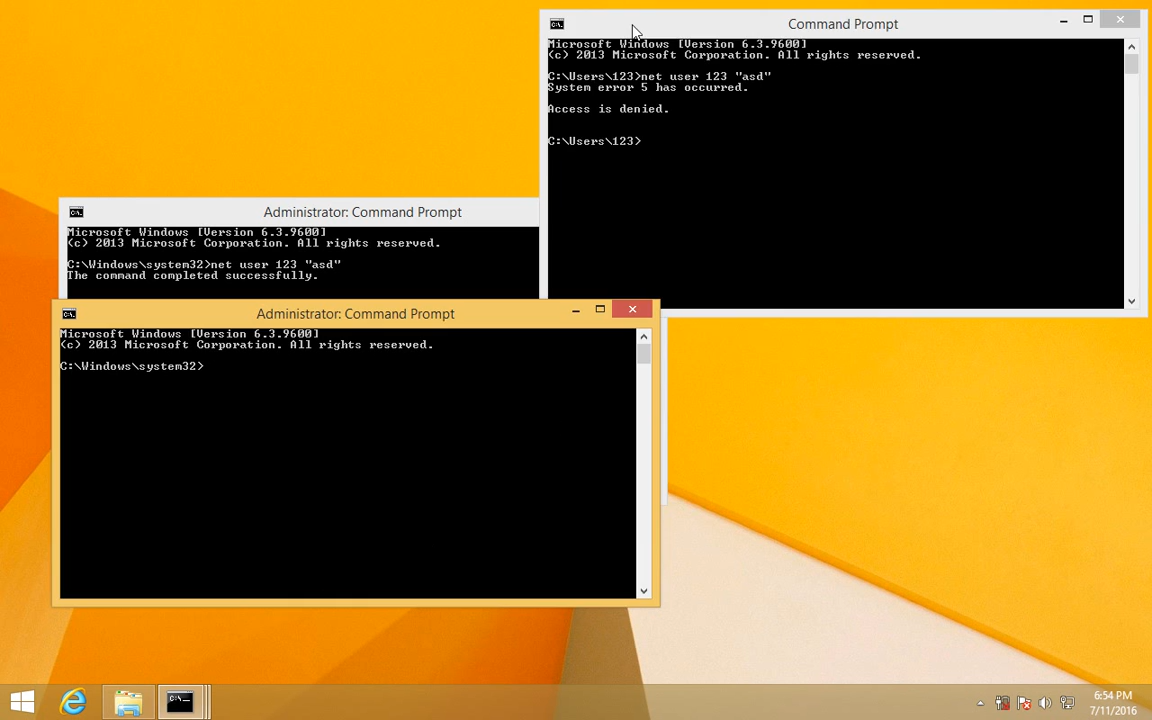 Command Prompt
Microsoft Windows [Version 6.3.9600]
(c) 2013 Microsoft Corporation. All rights reserved.
C:\Users\123>net user 123 "asd"
System error 5 has occurred.
Access is denied.
C:\Users\123>
Administrator: Command Prompt
Microsoft Windows [Version 6.3.9600]
(c) 2013 Microsoft Corporation. All rights reserved.
C:\Windows\system32>net user 123 "asd"
The command completed successfully.
Administrator: Command Prompt
Microsoft Windows [Version 6.3.9600]
(c) 2013 Microsoft Corporation. All rights reserved.
C:\Windows\system32>
6:54 PM
7/11/2016